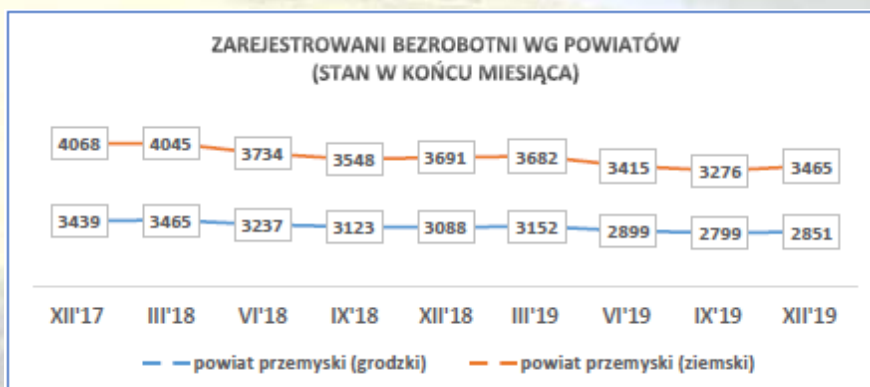 ZAREJESTROWANI BEZROBOTNI WG POWIATÓW
(STAN W KOŃCU MIESIĄCA)
4068 4045 3734 3548 3691 3682 3415 3276 3465
3439 3465 3237 3123 3088 3152 2899 2799 2851
XII'17 III'18 VI'18 IX'18 XII'18 III'19 VI'19 IX'19 XII'19
powiat przemyski (grodzki) powiat przemyski (ziemski)